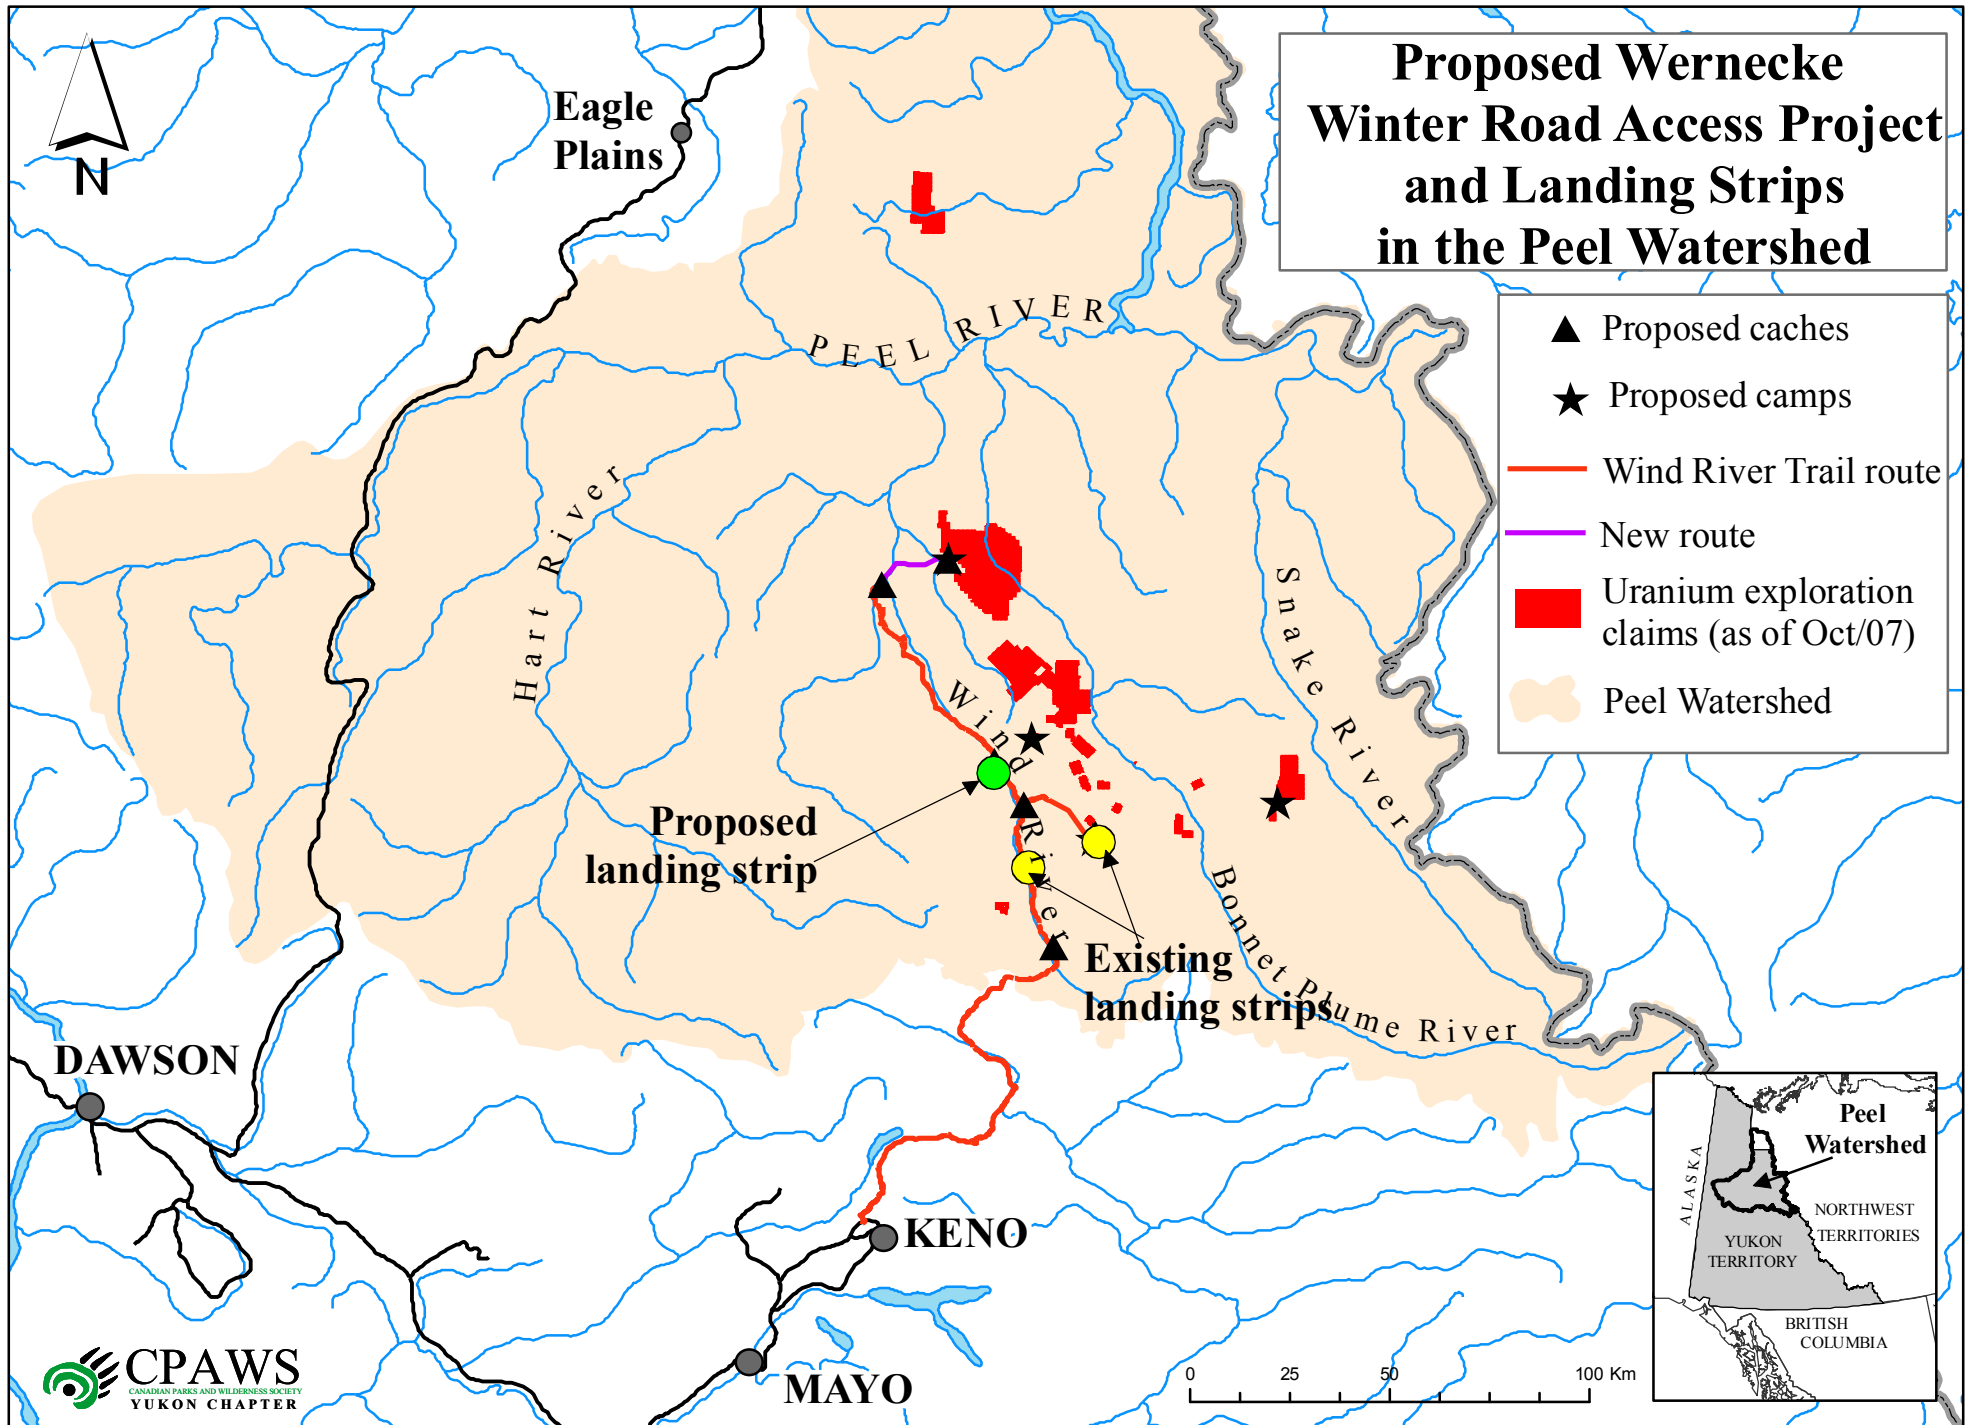 Proposed Wernecke
Winter Road Access Project
and Landing Strips
in the Peel Watershed
N
Eagle
Plains
PEEL RIVER
Proposed caches
Proposed camps
Wind River Trail route
New route
Uranium exploration
claims (as of Oct/07)
Peel Watershed
Hart River
Snake River
Wind River
Bonnet Plume River
Proposed
landing strip
Existing
landing strips
DAWSON
KENO
MAYO
Peel
Watershed
ALASKA
NORTHWEST
TERRITORIES
YUKON
TERRITORY
BRITISH
COLUMBIA
0 25 50 100 Km
CPAWS
CANADIAN PARKS AND WILDERNESS SOCIETY
YUKON CHAPTER